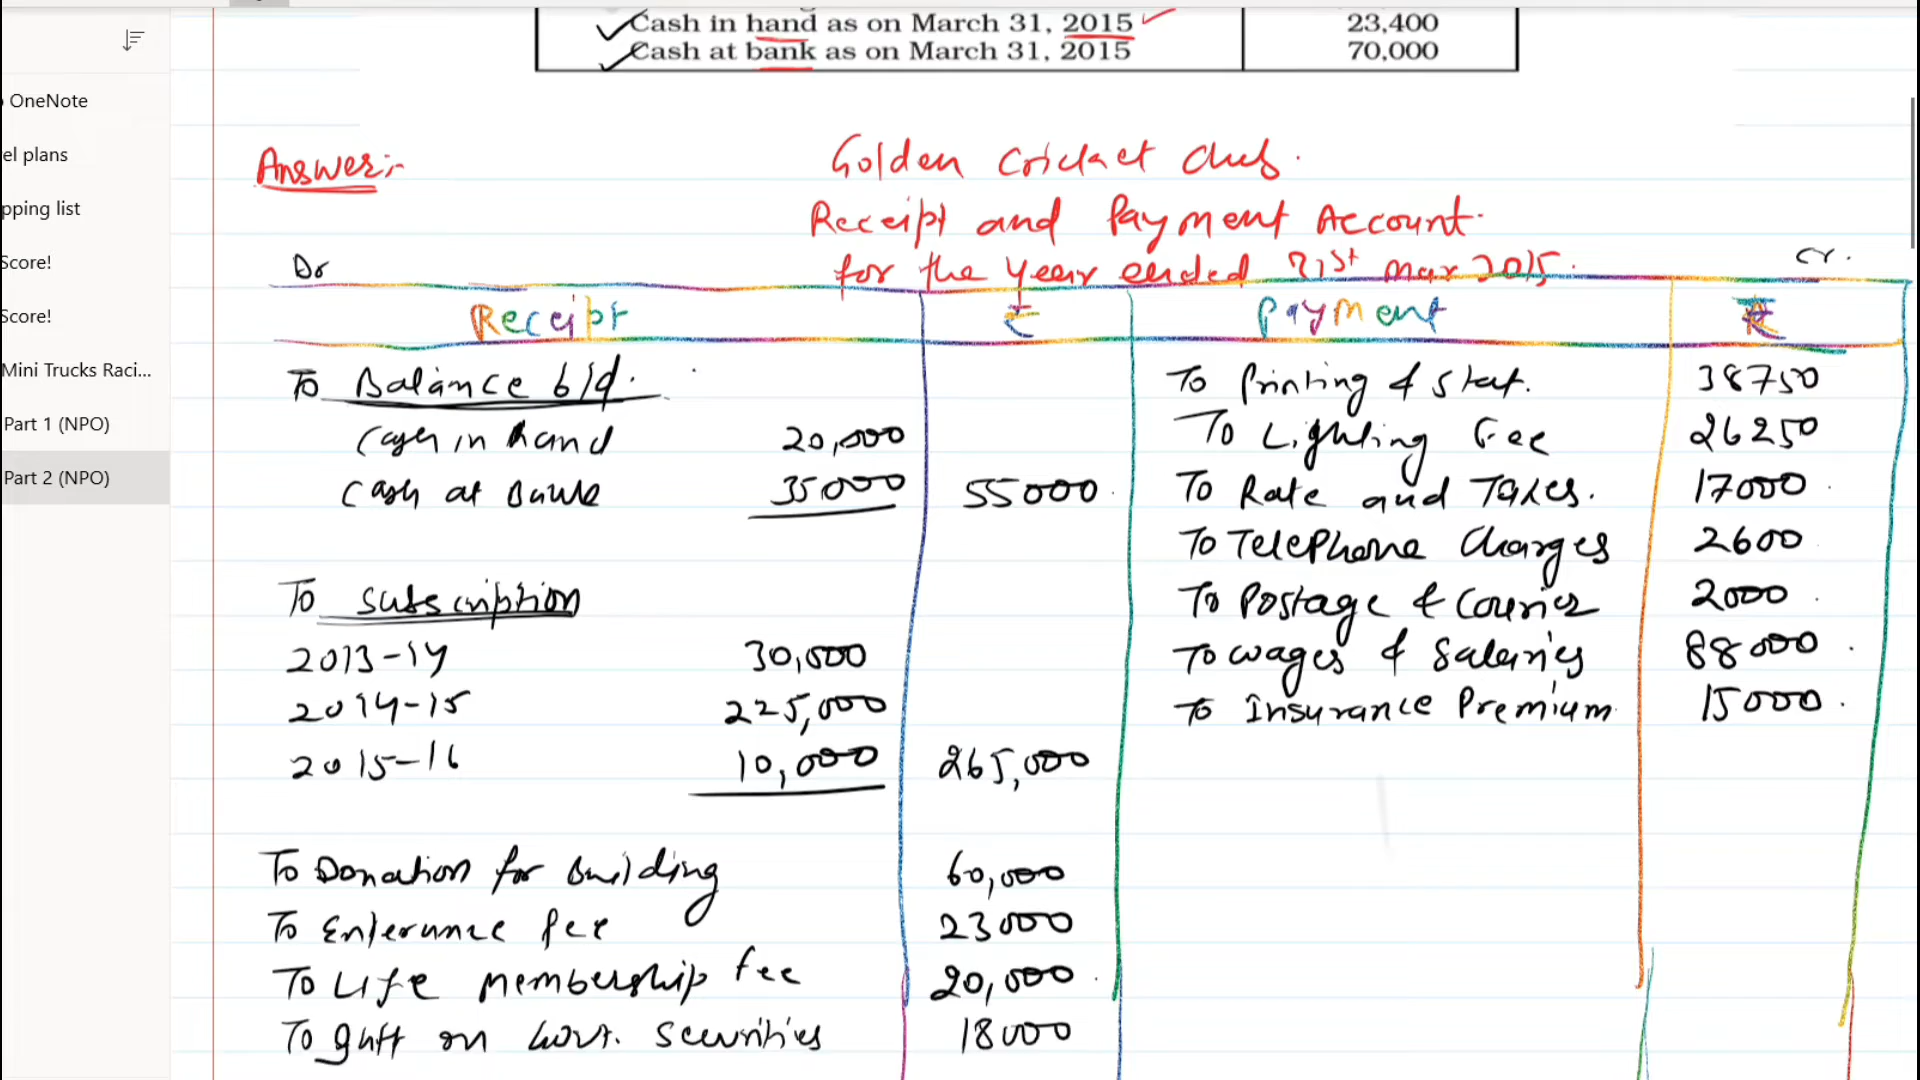 Cash in hand as on March 31, 2015 23,400
Cash at bank as on March 31, 2015 70,000
OneNote
el plans
pping list
Score!
Score!
Mini Trucks Raci...
Part 1 (NPO)
Part 2 (NPO)
Answer:-
Golden Cricket Club.
Receipt and Payment Account.
for the year ended 31st Mar 2015.
Dr Cr.
Receipt ₹ Payment ₹
To Balance b/d. To Printing & Stat. 38750
Cash in hand 20,000 To Lighting Fee 26250
Cash at Bank 35000 55000 To Rate and Taxes. 17000
To Telephone Charges 2600
To Subscription To Postage & Courier 2000
2013-14 30,000 To wages & Salaries 88000
2014-15 225,000 To Insurance Premium 15000
2015-16 10,000 265,000
To Donation for Building 60,000
To Enterance fee 23000
To Life membership fee 20,000
To on Govt. Securities 18000